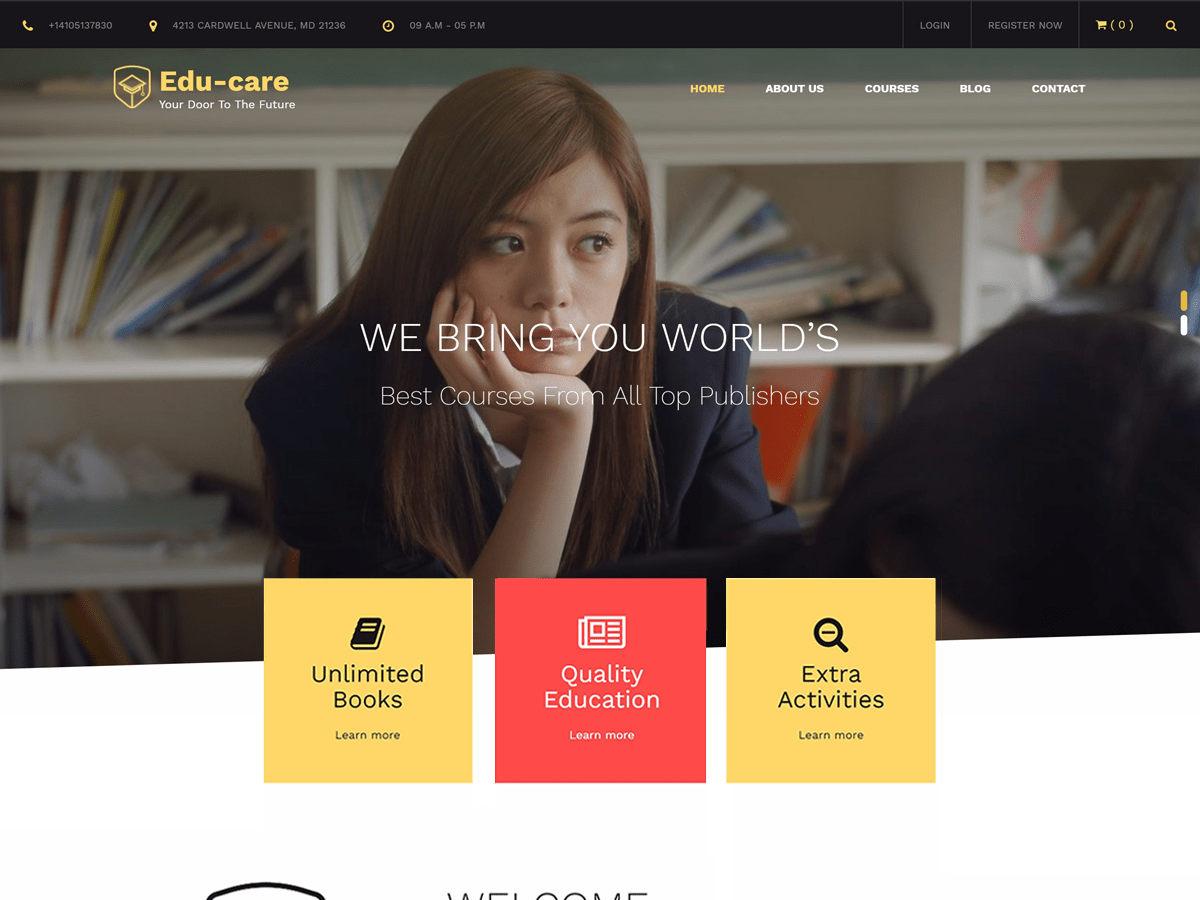 +14105137830
4213 CARDWELL AVENUE, MD 21236
09 A.M - 05 P.M
LOGIN
REGISTER NOW
( 0 )
Edu-care
Your Door To The Future
HOME
ABOUT US
COURSES
BLOG
CONTACT
WE BRING YOU WORLD’S
Best Courses From All Top Publishers
Unlimited
Books
Learn more
Quality
Education
Learn more
Extra
Activities
Learn more
WELCOME